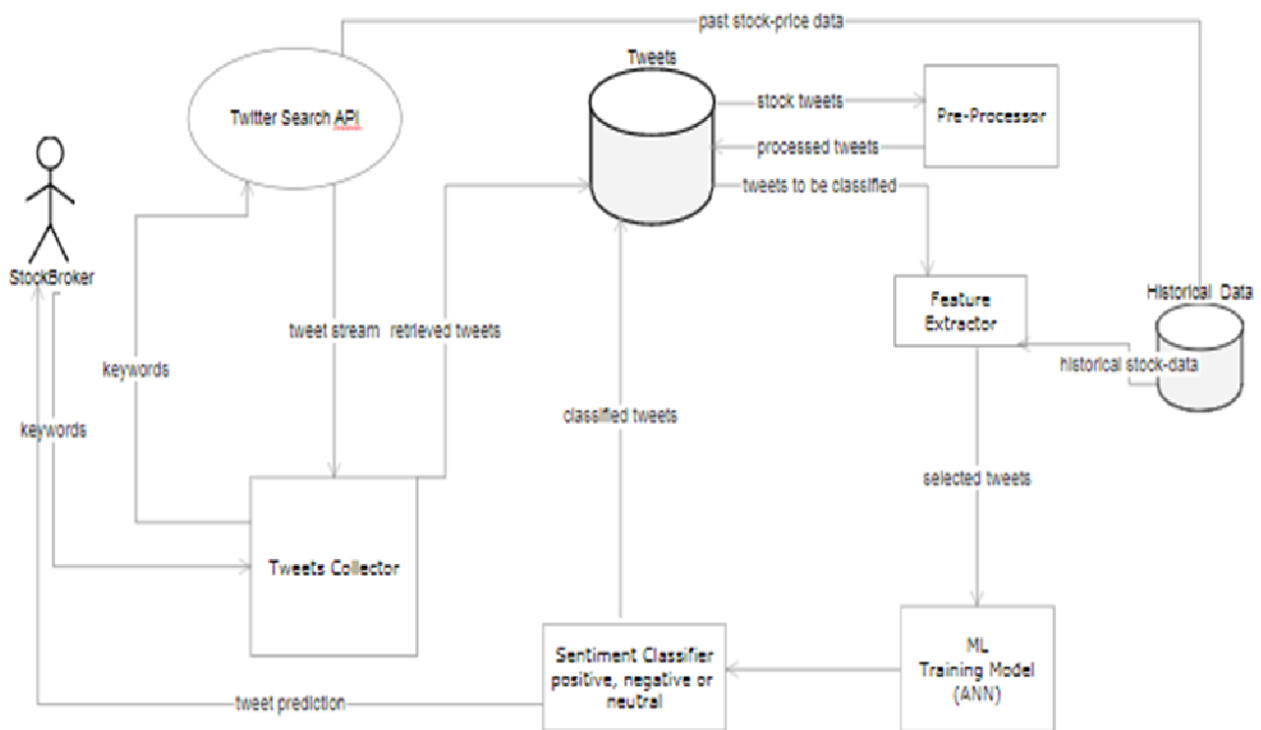 past stock-price data
Tweets
Twitter Search API
stock tweets
Pre-Processor
processed tweets
tweets to be classified
StockBroker
Feature
Extractor
Historical Data
tweet stream
retrieved tweets
historical stock-data
keywords
classified tweets
keywords
selected tweets
Tweets Collector
Sentiment Classifier
positive, negative or
neutral
ML
Training Model
(ANN)
tweet prediction